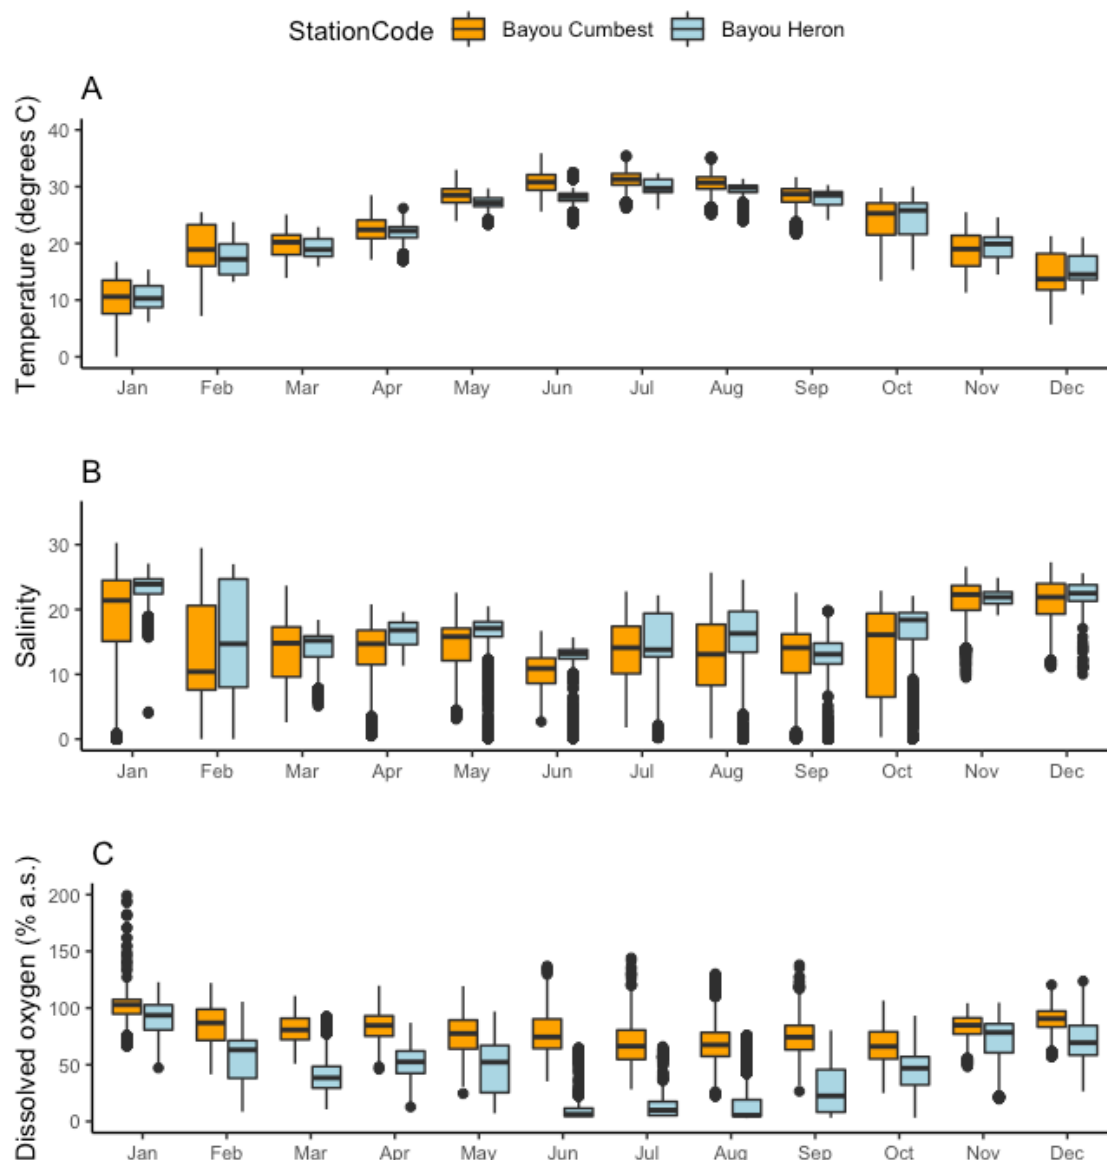 StationCode Bayou Cumbest Bayou Heron
A
Temperature (degrees C)
40
30
20
10
0
Jan Feb Mar Apr May Jun Jul Aug Sep Oct Nov Dec
B
Salinity
30
20
10
0
Jan Feb Mar Apr May Jun Jul Aug Sep Oct Nov Dec
C
Dissolved oxygen (% a.s.)
200
150
100
50
0
Jan Feb Mar Apr May Jun Jul Aug Sep Oct Nov Dec